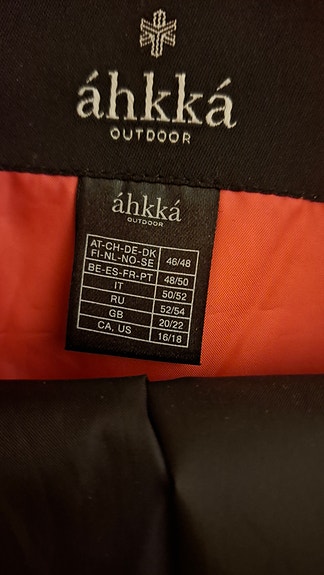 áhkká
OUTDOOR
áhkká
OUTDOOR
AT-CH-DE-DK
FI-NL-NO-SE 46/48
BE-ES-FR-PT 48/50
IT 50/52
RU 52/54
GB 20/22
CA, US 16/18